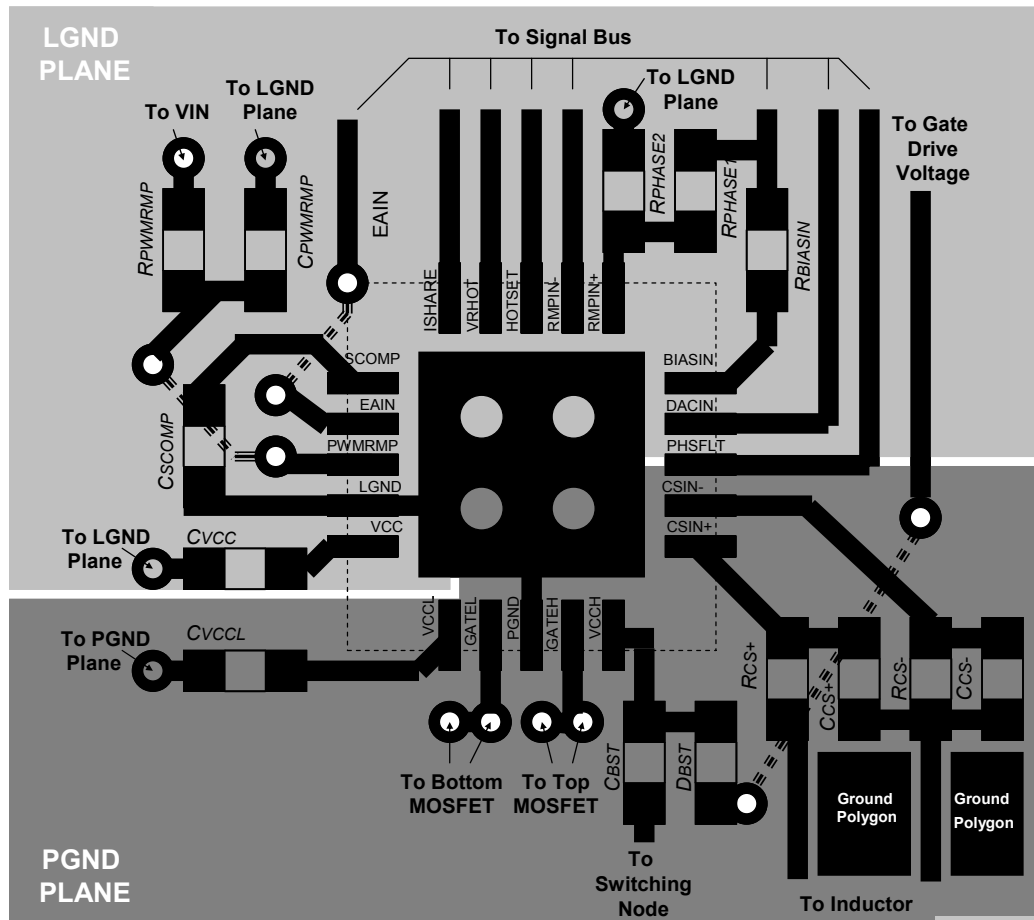 LGND
PLANE
To Signal Bus
To VIN
To LGND
Plane
To LGND
Plane
To Gate
Drive
Voltage
RPWMRMP
CPWMRMP
EAIN
RPHASE2
RPHASE1
RBIASIN
ISHARE
VRHOT
HOTSET
RMPIN-
RMPIN+
SCOMP
EAIN
PWMRMP
LGND
VCC
BIASIN
DACIN
PHSFLT
CSIN-
CSIN+
CSCOMP
To LGND
Plane
CVCC
VCCL
GATEL
PGND
GATEH
VCCH
To PGND
Plane
CVCCL
RCS+
CCS+
RCS-
CCS-
CBST
DBST
To Bottom
MOSFET
To Top
MOSFET
Ground
Polygon
Ground
Polygon
To
Switching
Node
To Inductor
PGND
PLANE